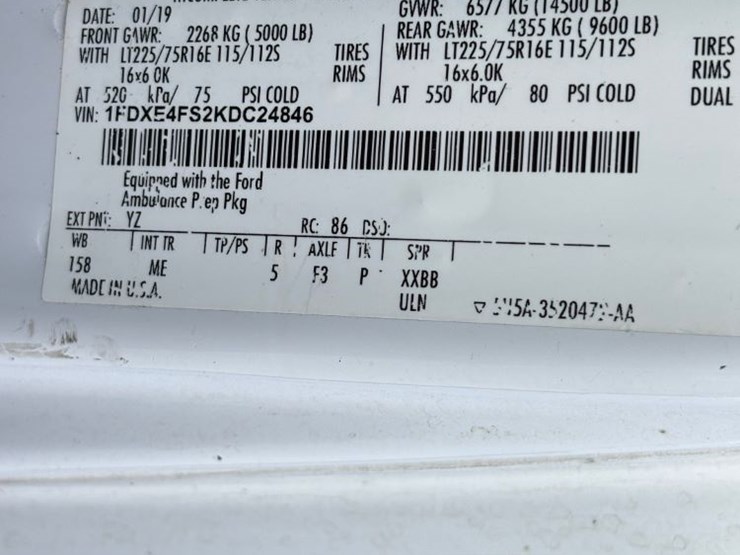 DATE: 01/19
GVWR: 6577 KG (14500 LB)
FRONT GAWR: 2268 KG (5000 LB)
REAR GAWR: 4355 KG (9600 LB)
WITH LT225/75R16E 115/112S TIRES
WITH LT225/75R16E 115/112S TIRES
16x6.0K RIMS
16x6.0K RIMS
AT 520 kPa/ 75 PSI COLD
AT 550 kPa/ 80 PSI COLD DUAL
VIN: 1FDXE4FS2KDC24846
Equipped with the Ford
Ambulance Prep Pkg
EXT PNT: YZ RC: 86 DSO:
WB INT TR TP/PS R AXLE TR SPR
158 ME 5 F3 P XXBB
MADE IN U.S.A. ULN